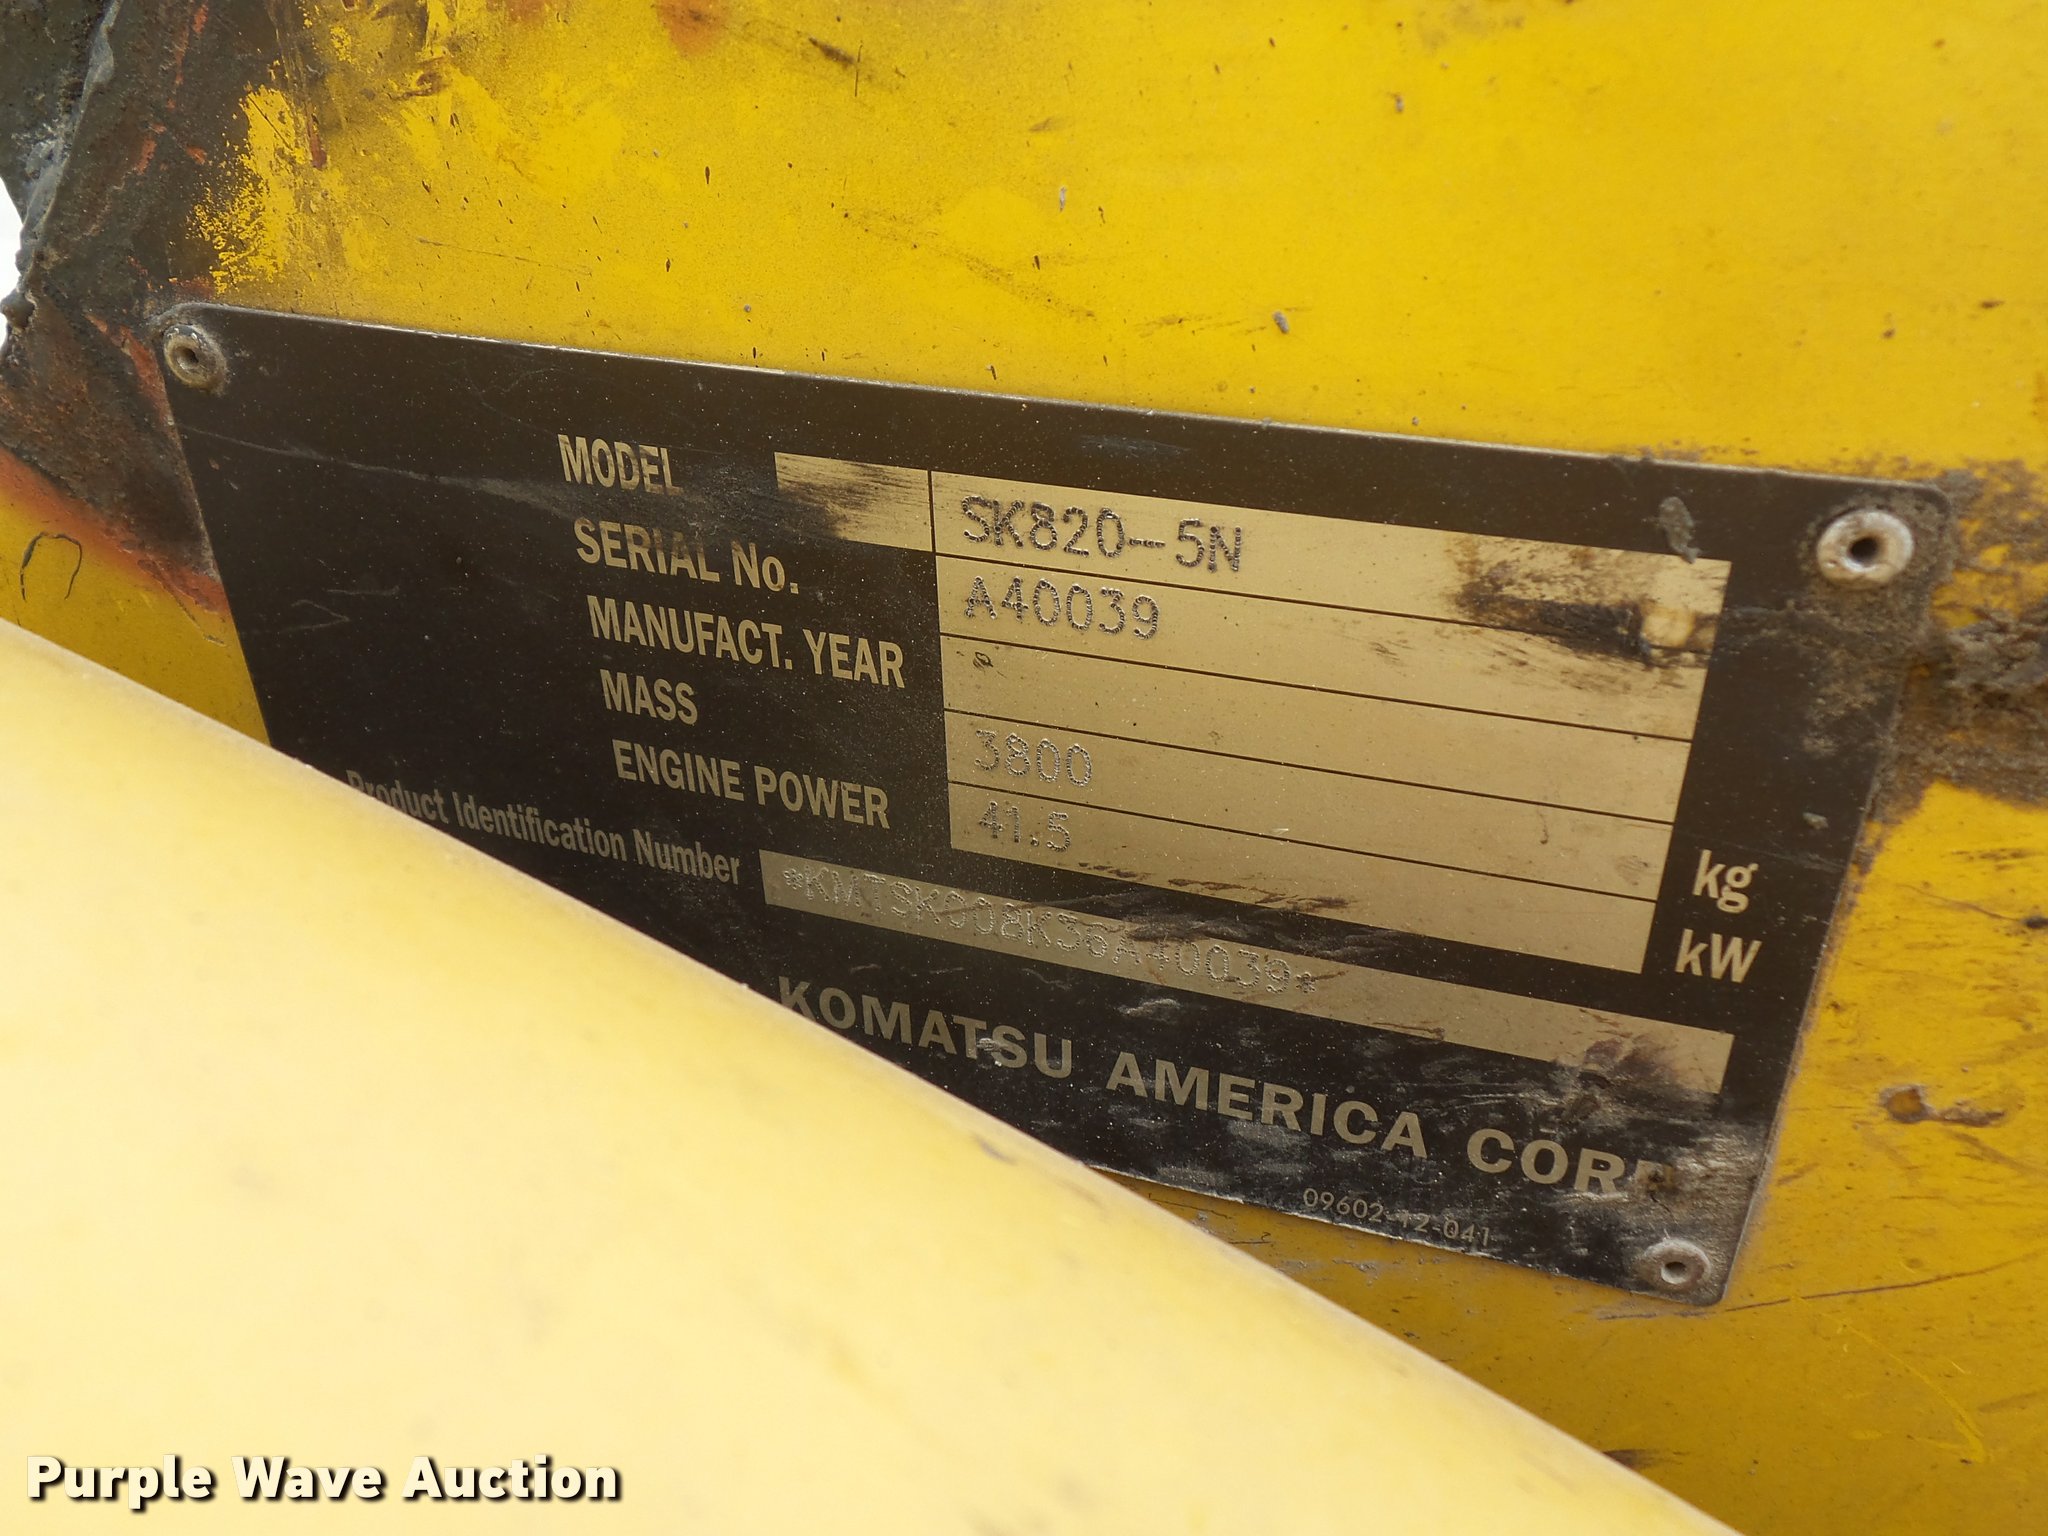 MODEL SK820-5N
SERIAL No. A40039
MANUFACT. YEAR
MASS 3800 kg
ENGINE POWER 41.5 kW
Product Identification Number *KMTSK008K36A40039*
KOMATSU AMERICA CORP
09602-12-041
Purple Wave Auction